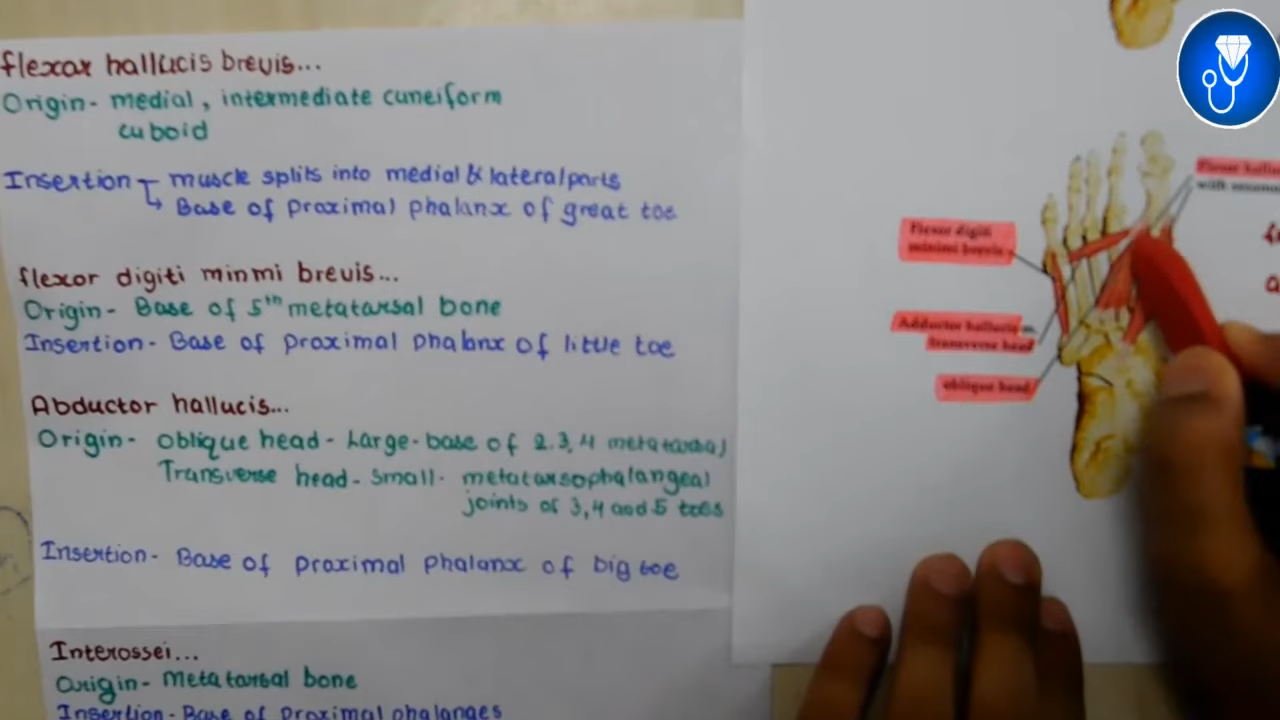 flexor hallucis brevis...
Origin- medial, intermediate cuneiform
cuboid
Insertion muscle splits into medial & lateral parts
Base of proximal phalanx of great toe
flexor digiti minmi brevis...
Origin- Base of 5th metatarsal bone
Insertion- Base of proximal phalanx of little toe
Abductor hallucis...
Origin- oblique head- Large- base of 2.3,4 metatarsal
Transverse head- small- metatarsophalangeal
joints of 3,4 and 5 toes
Insertion- Base of proximal phalanx of big toe
Interossei...
Origin- Metatarsal bone
Insertion- Base of proximal phalanges
Flexor digiti
minimi brevis
Adductor hallucis m.
transverse head
oblique head
Flexor
with